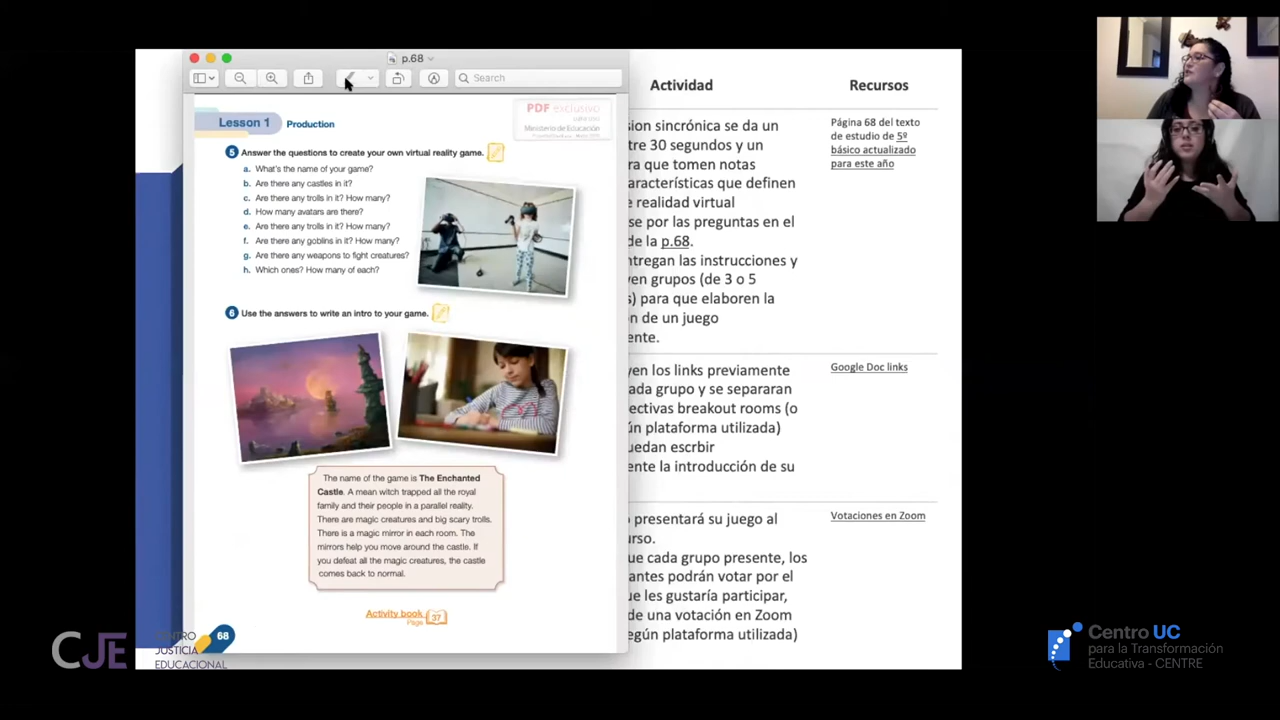 p.68
Search
Lesson 1
Production
PDF exclusivo
Ministerio de Educación
5 Answer the questions to create your own virtual reality game.
a. What's the name of your game?
b. Are there any castles in it?
c. Are there any trolls in it? How many?
d. How many avatars are there?
e. Are there any trolls in it? How many?
f. Are there any goblins in it? How many?
g. Are there any weapons to fight creatures?
h. Which ones? How many of each?
6 Use the answers to write an intro to your game.
The name of the game is The Enchanted
Castle. A mean witch trapped all the royal
family and their people in a parallel reality.
There are magic creatures and big scary trolls.
There is a magic mirror in each room. The
mirrors help you move around the castle. If
you defeat all the magic creatures, the castle
comes back to normal.
Activity book
Page 37
68
Actividad
sion sincrónica se da un
tre 30 segundos y un
ra que tomen notas
aracterísticas que definen
e realidad virtual
se por las preguntas en el
de la p.68.
ntregan las instrucciones y
yen grupos (de 3 o 5
s) para que elaboren la
ón de un juego
ente.
yen los links previamente
ada grupo y se separaran
ectivas breakout rooms (o
ún plataforma utilizada)
uedan escrbir
ente la introducción de su
o presentará su juego al
urso.
ue cada grupo presente, los
antes podrán votar por el
ue les gustaría participar,
de una votación en Zoom
egún plataforma utilizada)
Recursos
Página 68 del texto
de estudio de 5º
básico actualizado
para este año
Google Doc links
Votaciones en Zoom
CJE
CENTRO
JUSTICIA
EDUCACIONAL
Centro UC
para la Transformación
Educativa - CENTRE